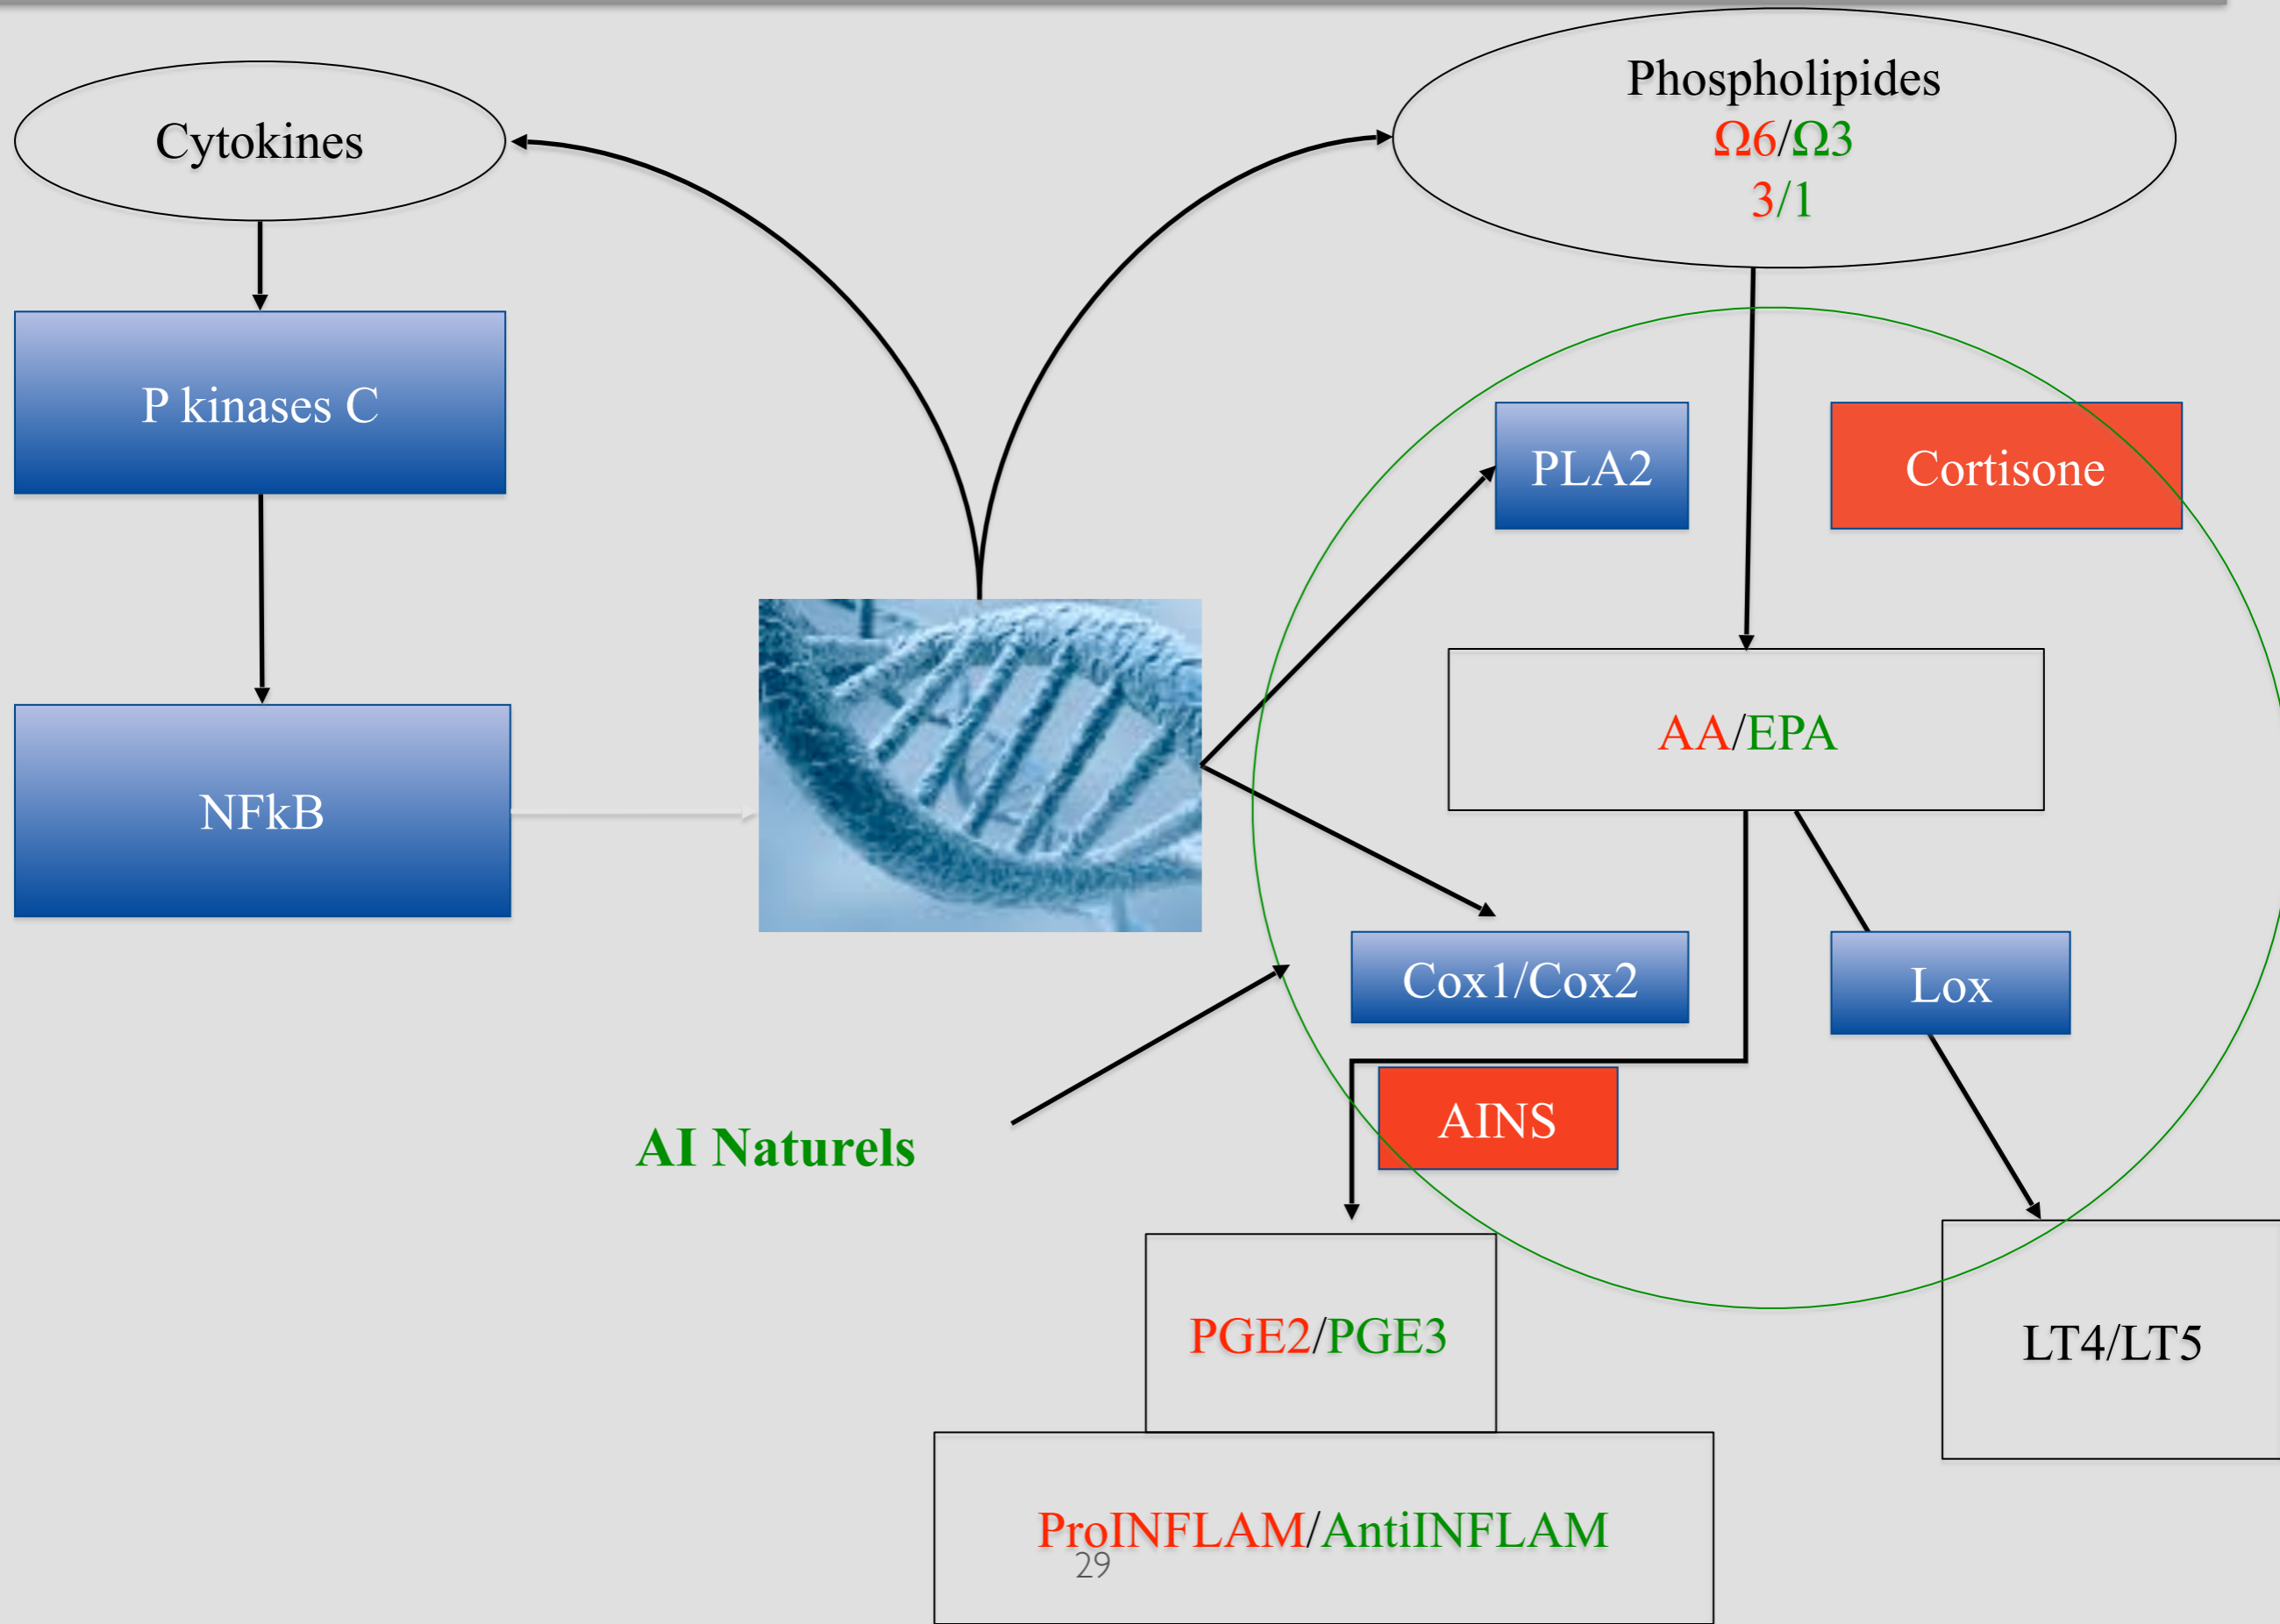 Cytokines
Phospholipides
Ω6/Ω3
3/1
P kinases C
PLA2
Cortisone
AA/EPA
NFkB
Cox1/Cox2
Lox
AINS
AI Naturels
PGE2/PGE3
LT4/LT5
ProINFLAM/AntiINFLAM
29